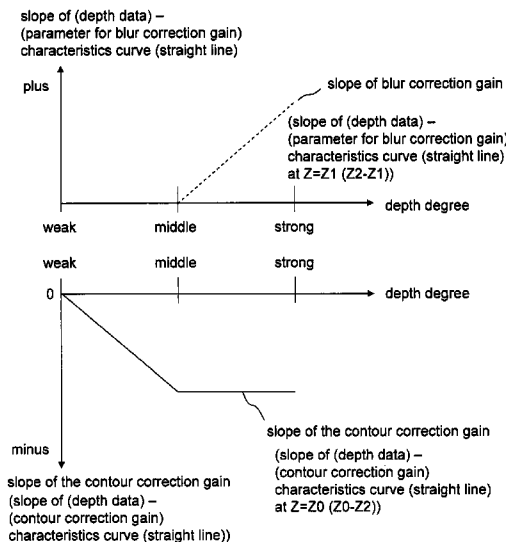 slope of (depth data) –
(parameter for blur correction gain)
characteristics curve (straight line)
plus
slope of blur correction gain
(slope of (depth data) –
(parameter for blur correction gain)
characteristics curve (straight line)
at Z=Z1 (Z2-Z1))
depth degree
weak
middle
strong
weak
middle
strong
0
depth degree
minus
slope of the contour correction gain
(slope of (depth data) –
(contour correction gain)
characteristics curve (straight line)
at Z=Z0 (Z0-Z2))
slope of the contour correction gain
(slope of (depth data) –
(contour correction gain)
characteristics curve (straight line))